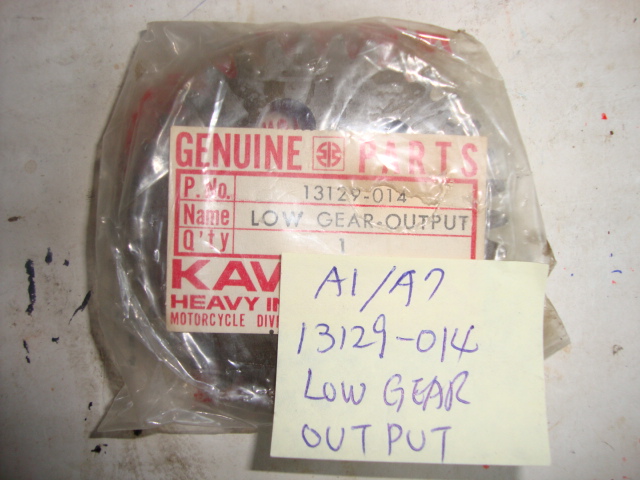 GENUINE PARTS
P. No. 13129-014
Name LOW GEAR-OUTPUT
Q'ty 1
KAW
HEAVY IN
MOTORCYCLE DIVI
A1/A7
13129-014
LOW GEAR
OUTPUT